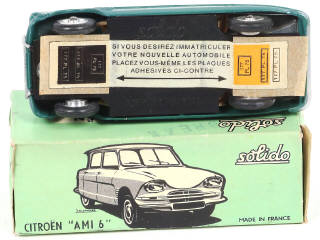 SI VOUS DESIREZ IMMATRICULER
VOTRE NOUVELLE AUTOMOBILE
PLACEZ VOUS-MÊME LES PLAQUES
ADHESIVES CI-CONTRE
solido
CITROËN "AMI 6"
MADE IN FRANCE